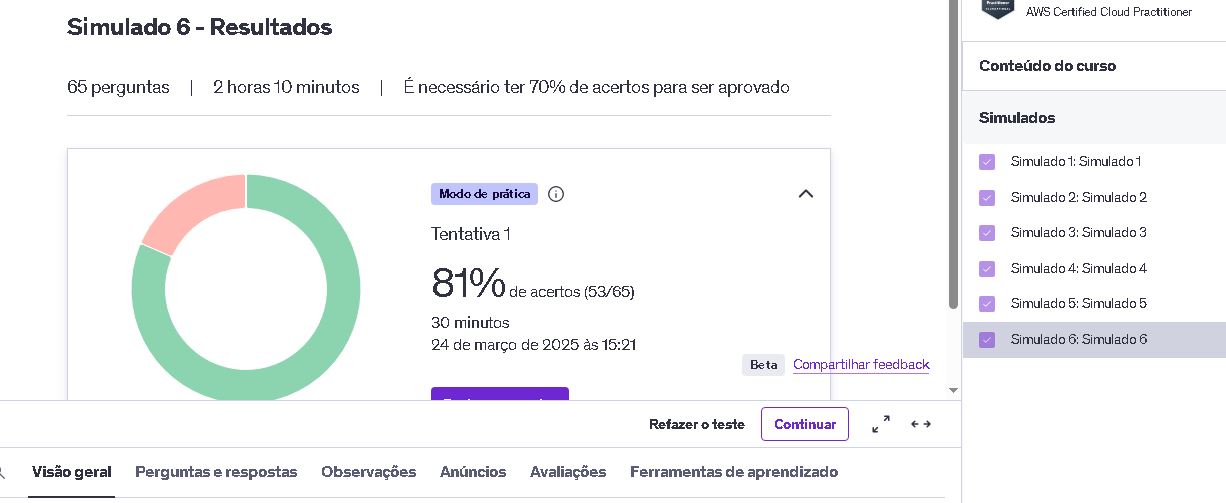 Simulado 6 - Resultados
65 perguntas | 2 horas 10 minutos | É necessário ter 70% de acertos para ser aprovado
Modo de prática
Tentativa 1
81% de acertos (53/65)
30 minutos
24 de março de 2025 às 15:21
Beta Compartilhar feedback
Refazer o teste Continuar
Visão geral Perguntas e respostas Observações Anúncios Avaliações Ferramentas de aprendizado
Practitioner
AWS Certified Cloud Practitioner
Conteúdo do curso
Simulados
Simulado 1: Simulado 1
Simulado 2: Simulado 2
Simulado 3: Simulado 3
Simulado 4: Simulado 4
Simulado 5: Simulado 5
Simulado 6: Simulado 6